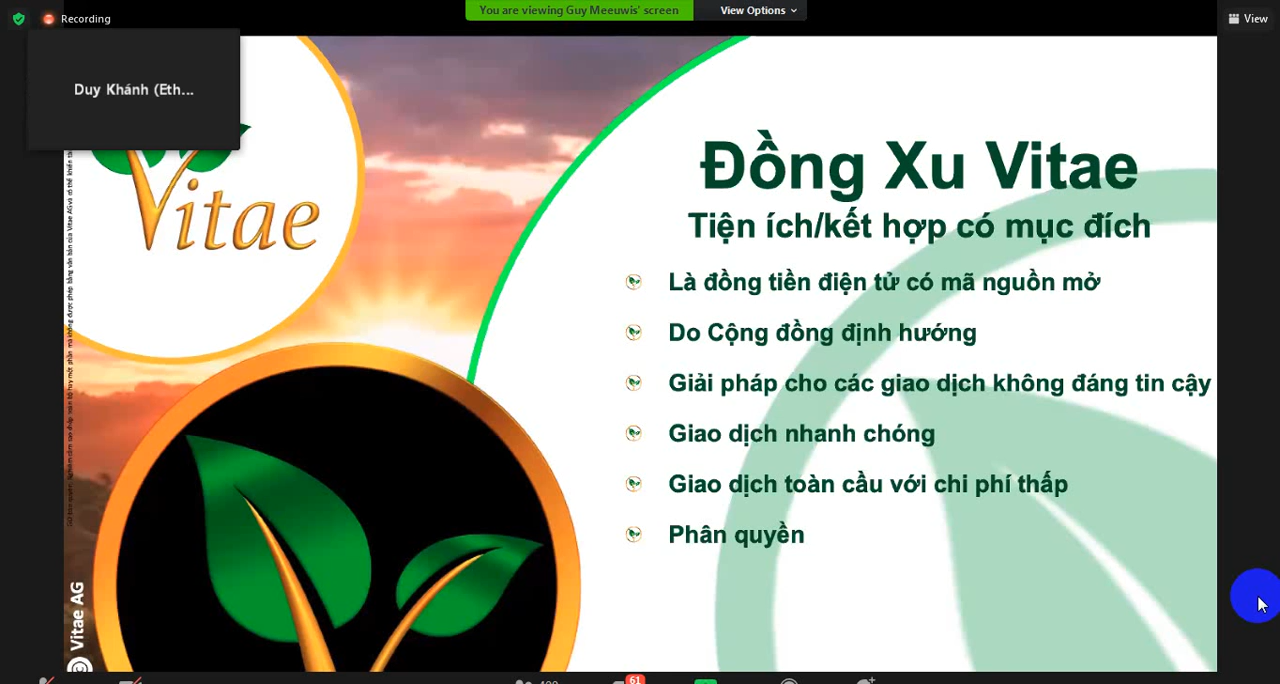 Recording
You are viewing Guy Meeuwis' screen
View Options
View
Duy Khánh (Eth...
Vitae
Đồng Xu Vitae
Tiện ích/kết hợp có mục đích
Là đồng tiền điện tử có mã nguồn mở
Do Cộng đồng định hướng
Giải pháp cho các giao dịch không đáng tin cậy
Giao dịch nhanh chóng
Giao dịch toàn cầu với chi phí thấp
Phân quyền
Vitae AG
61